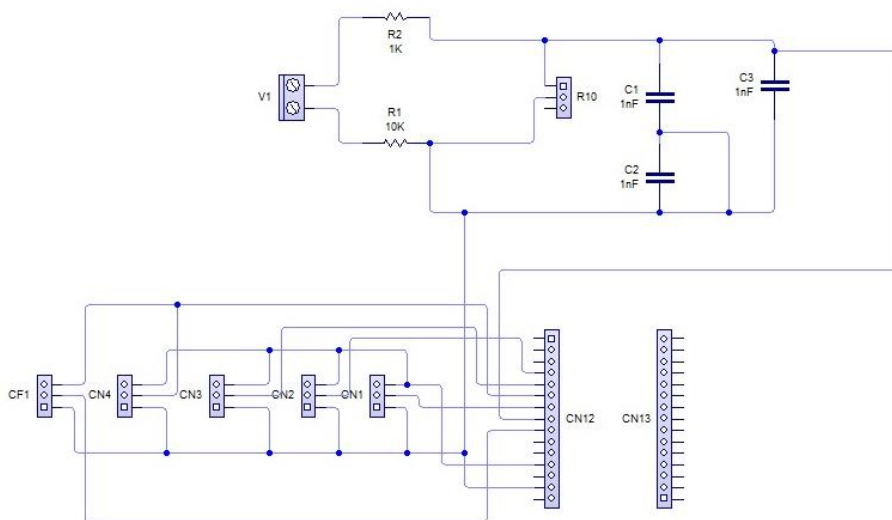 R2
1K
V1
R1
10K
R10
C1
1nF
C3
1nF
C2
1nF
CF1
CN4
CN3
CN2
CN1
CN12
CN13